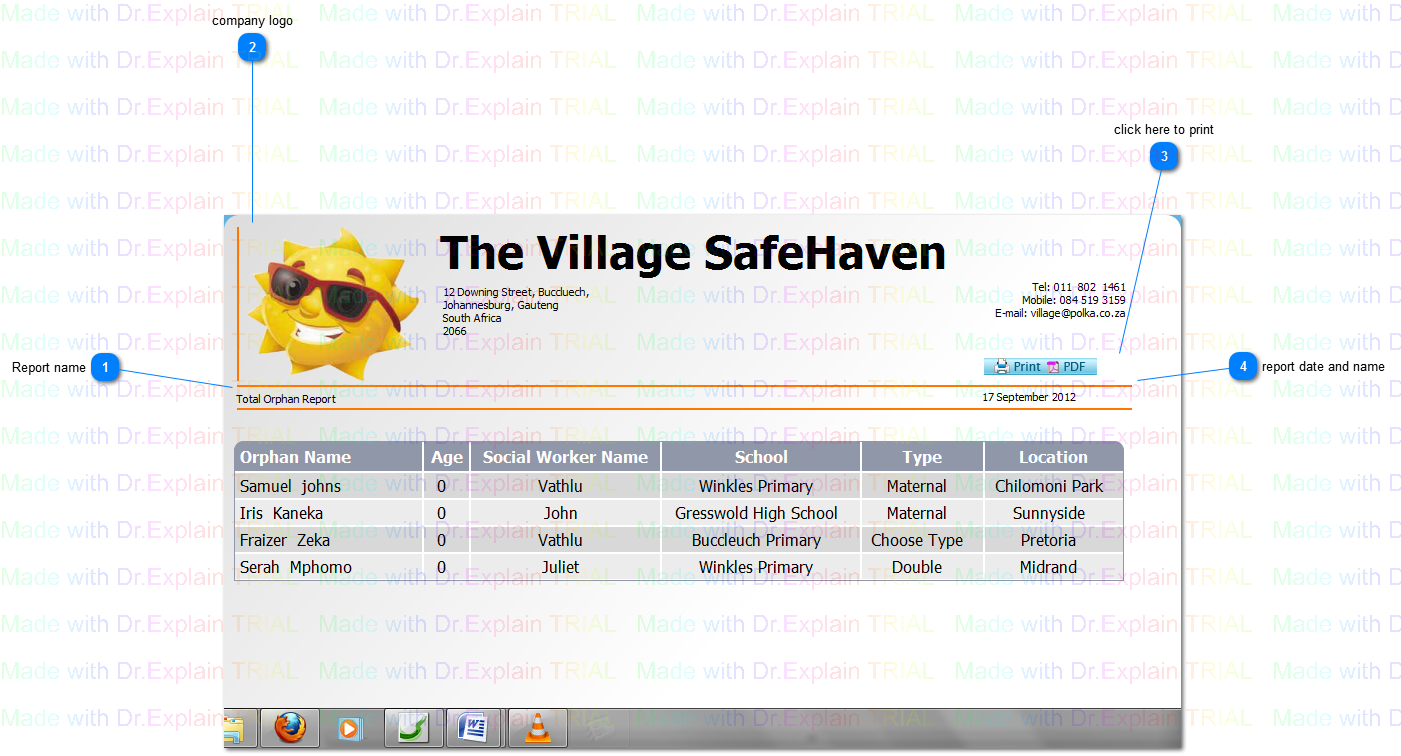 company logo
2
click here to print
3
The Village SafeHaven
12 Downing Street, Buccluech,
Johannesburg, Gauteng
South Africa
2066
Tel: 011 802 1461
Mobile: 084 519 3159
E-mail: village@polka.co.za
Print PDF
Report name 1
4 report date and name
Total Orphan Report 17 September 2012
Orphan Name Age Social Worker Name School Type Location
Samuel johns 0 Vathlu Winkles Primary Maternal Chilomoni Park
Iris Kaneka 0 John Gresswold High School Maternal Sunnyside
Fraizer Zeka 0 Vathlu Buccleuch Primary Choose Type Pretoria
Serah Mphomo 0 Juliet Winkles Primary Double Midrand
Made with Dr.Explain TRIAL